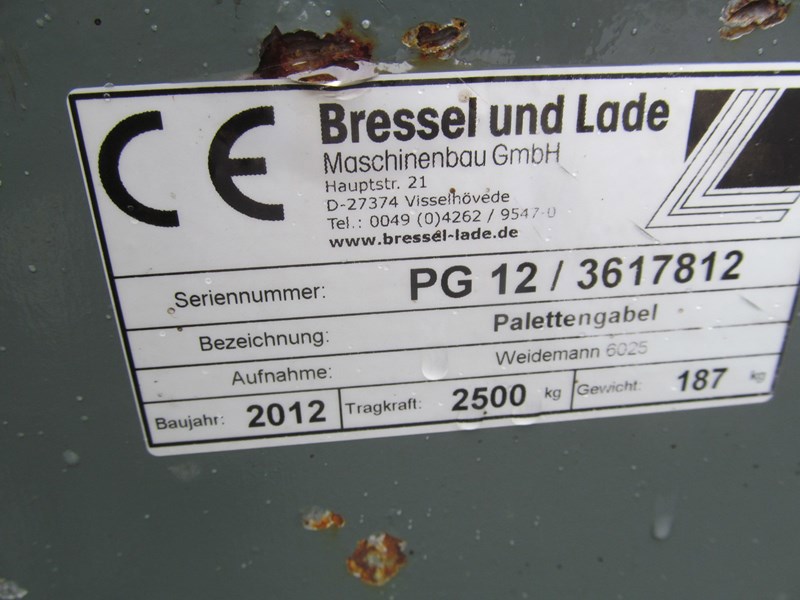 CE
Bressel und Lade
Maschinenbau GmbH
Hauptstr. 21
D-27374 Visselhövede
Tel.: 0049 (0)4262 / 9547-0
www.bressel-lade.de
Seriennummer: PG 12 / 3617812
Bezeichnung: Palettengabel
Aufnahme: Weidemann 6025
Baujahr: 2012 Tragkraft: 2500 kg Gewicht: 187 kg